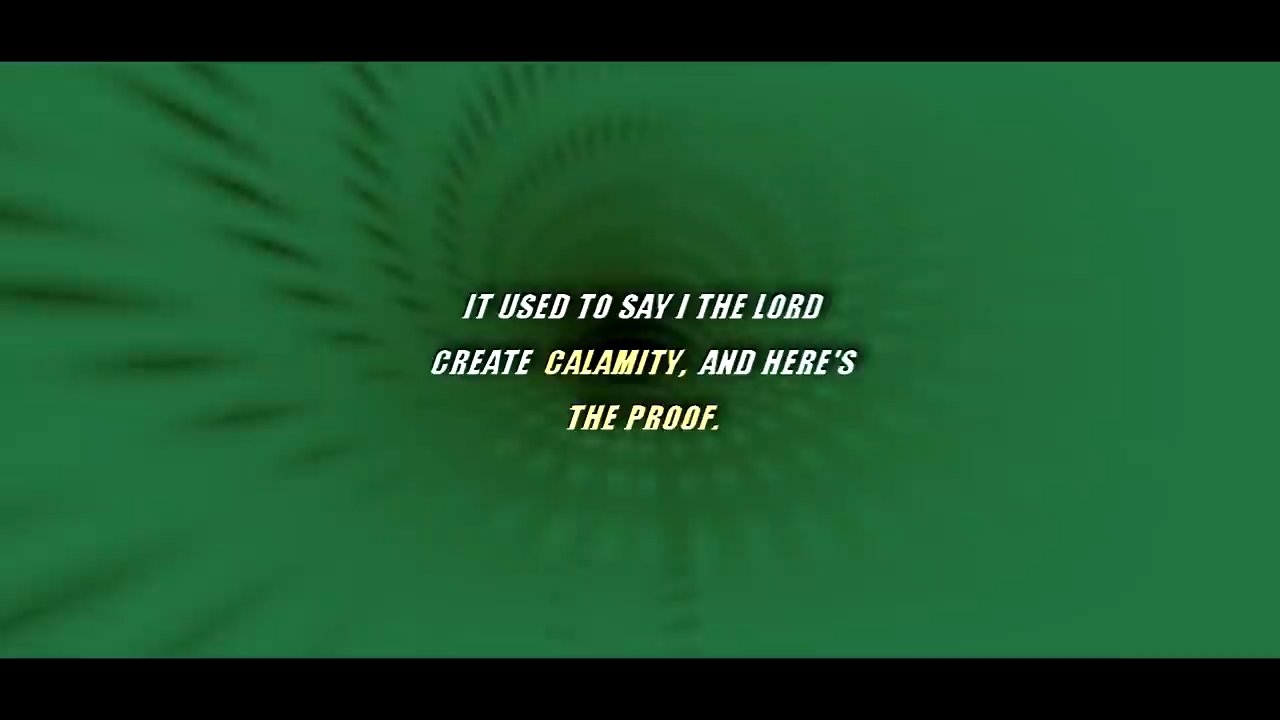 IT USED TO SAY I THE LORD
CREATE CALAMITY, AND HERE'S
THE PROOF.